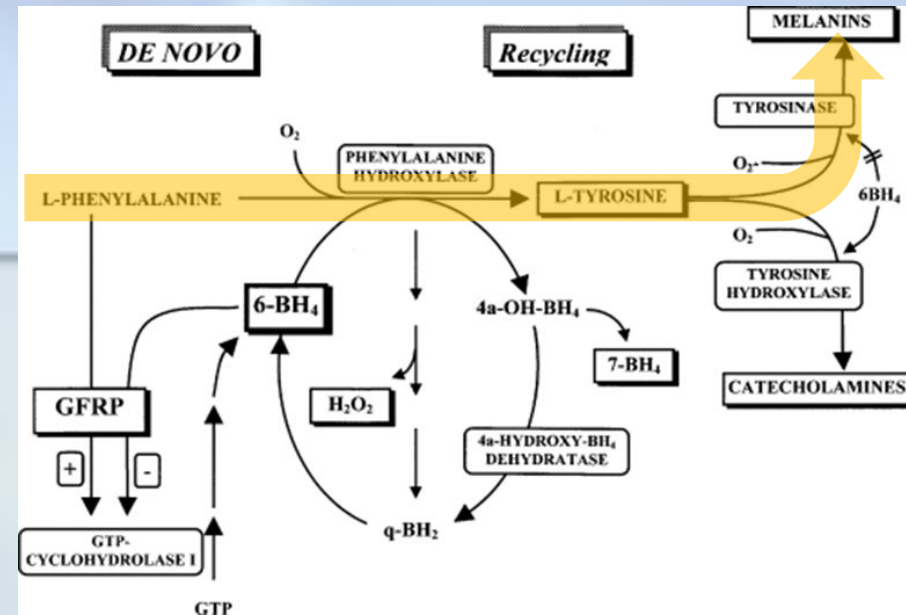 MELANINS
DE NOVO
Recycling
TYROSINASE
O₂
PHENYLALANINE
HYDROXYLASE
O₂⁻
L-PHENYLALANINE
L-TYROSINE
6BH₄
O₂
TYROSINE
HYDROXYLASE
6-BH₄
4a-OH-BH₄
7-BH₄
CATECHOLAMINES
GFRP
H₂O₂
+
-
4a-HYDROXY-BH₄
DEHYDRATASE
q-BH₂
GTP-
CYCLOHYDROLASE I
GTP